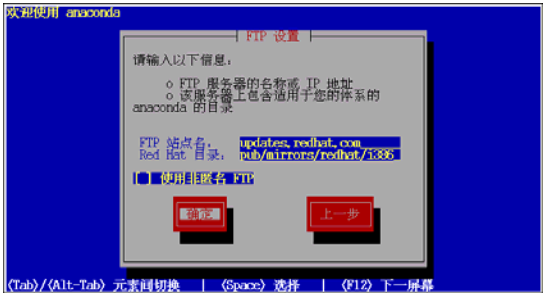 欢迎使用 anaconda
FTP 设置
请输入以下信息:
o FTP 服务器的名称或 IP 地址
o 该服务器上包含适用于您的体系的
anaconda 的目录
FTP 站点名: updates.redhat.com
Red Hat 目录: pub/mirrors/redhat/i386
[ ] 使用非匿名 FTP
确定 上一步
<Tab>/<Alt-Tab> 元素间切换 | <Space> 选择 | <F12> 下一屏幕